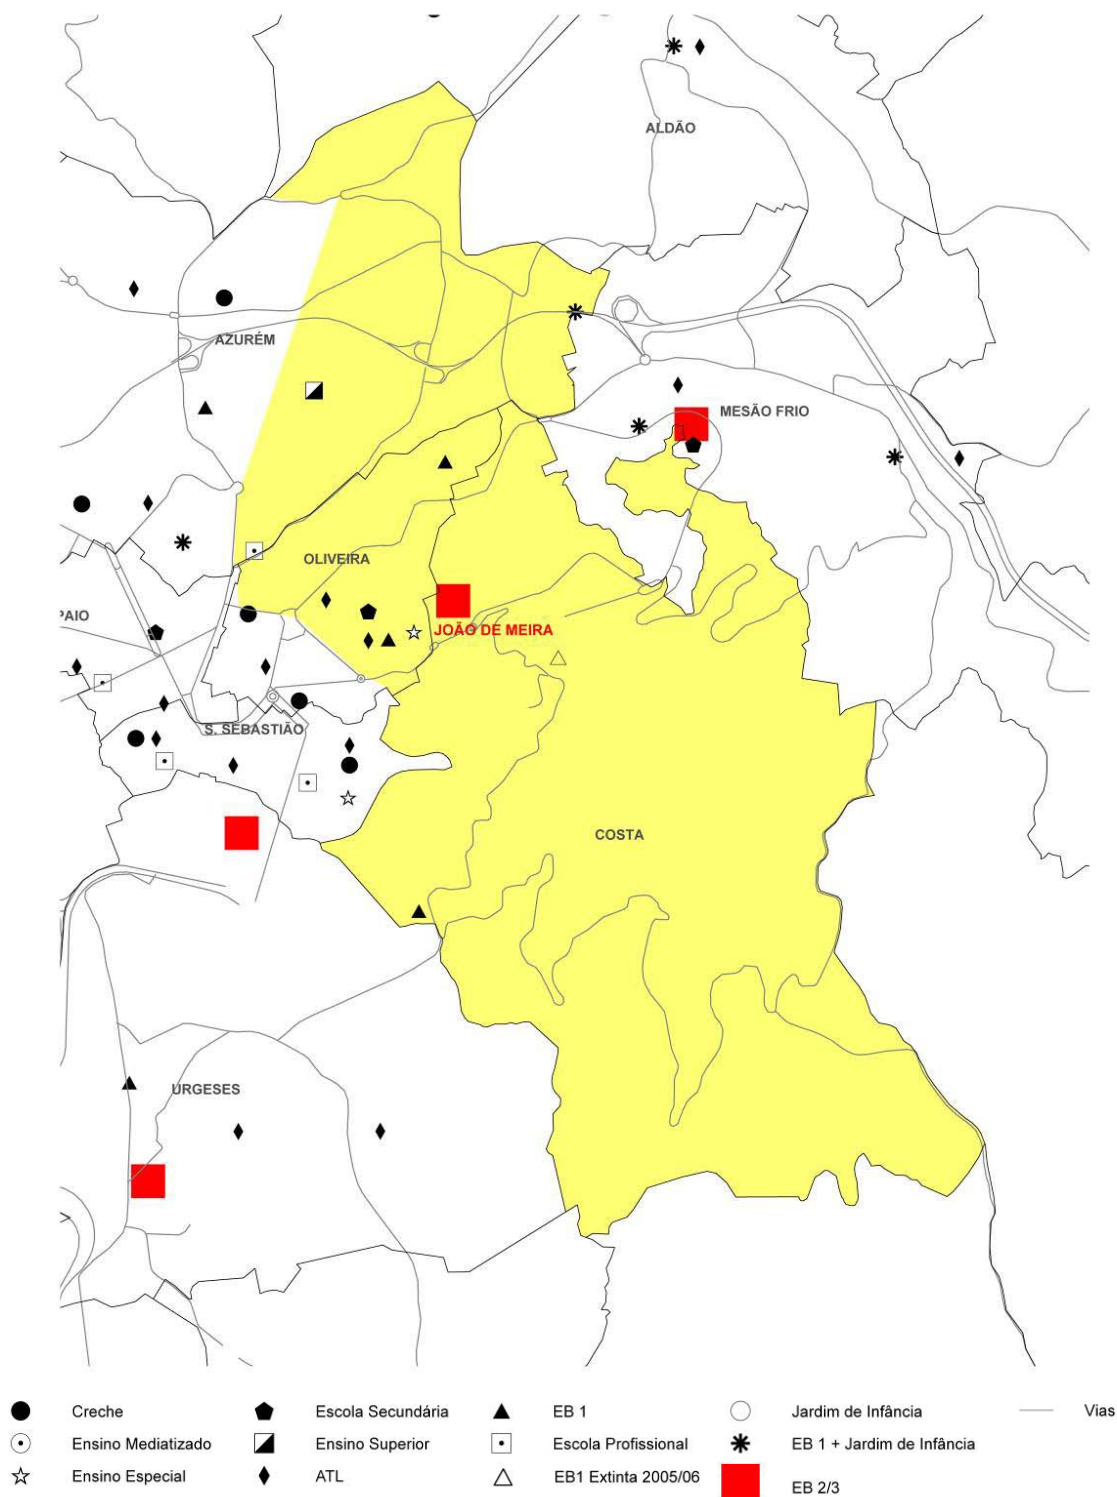 ALDÃO
AZURÉM
MESÃO FRIO
OLIVEIRA
PAIO
JOÃO DE MEIRA
S. SEBASTIÃO
COSTA
URGESES
Creche
Escola Secundária
EB 1
Jardim de Infância
Vias
Ensino Mediatizado
Ensino Superior
Escola Profissional
EB 1 + Jardim de Infância
Ensino Especial
ATL
EB1 Extinta 2005/06
EB 2/3